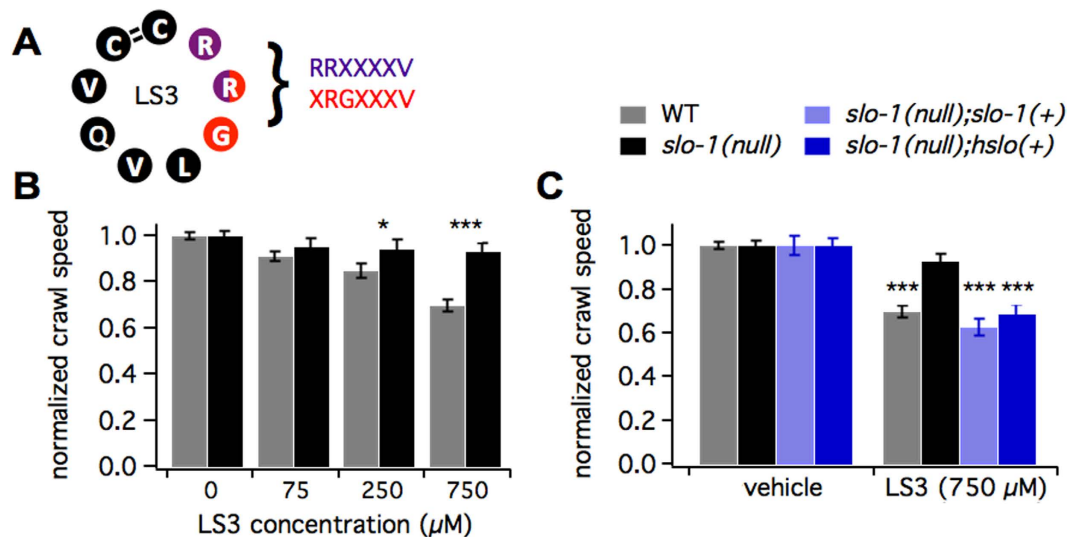 A
C C R
V LS3 R
Q G
V L
RRXXXXV
XRGXXXV
WT
slo-1(null)
slo-1(null);slo-1(+)
slo-1(null);hslo(+)
B
normalized crawl speed
1.0
0.8
0.6
0.4
0.2
0.0
* ***
0 75 250 750
LS3 concentration (μM)
C
normalized crawl speed
1.0
0.8
0.6
0.4
0.2
0.0
*** *** ***
vehicle LS3 (750 μM)